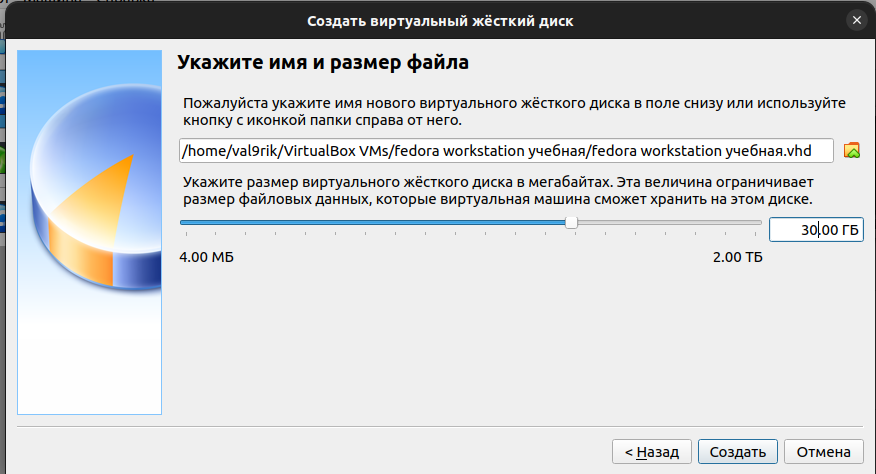 Создать виртуальный жёсткий диск
Укажите имя и размер файла
Пожалуйста укажите имя нового виртуального жёсткого диска в поле снизу или используйте
кнопку с иконкой папки справа от него.
/home/val9rik/VirtualBox VMs/fedora workstation учебная/fedora workstation учебная.vhd
Укажите размер виртуального жёсткого диска в мегабайтах. Эта величина ограничивает
размер файловых данных, которые виртуальная машина сможет хранить на этом диске.
30.00 ГБ
4.00 МБ 2.00 ТБ
< Назад Создать Отмена